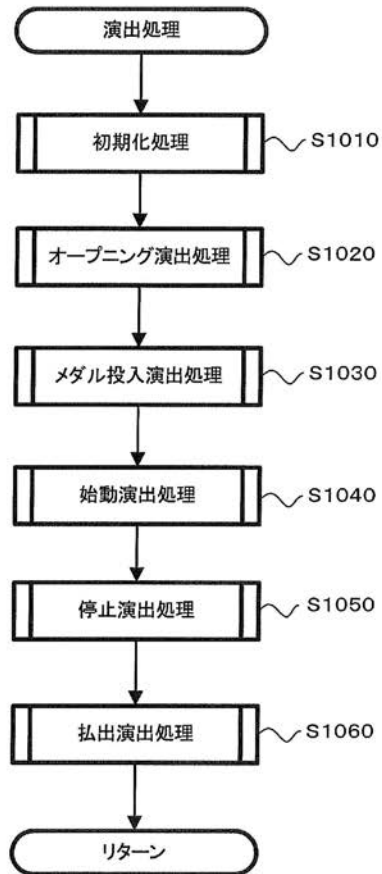 演出処理
初期化処理
S1010
オープニング演出処理
S1020
メダル投入演出処理
S1030
始動演出処理
S1040
停止演出処理
S1050
払出演出処理
S1060
リターン